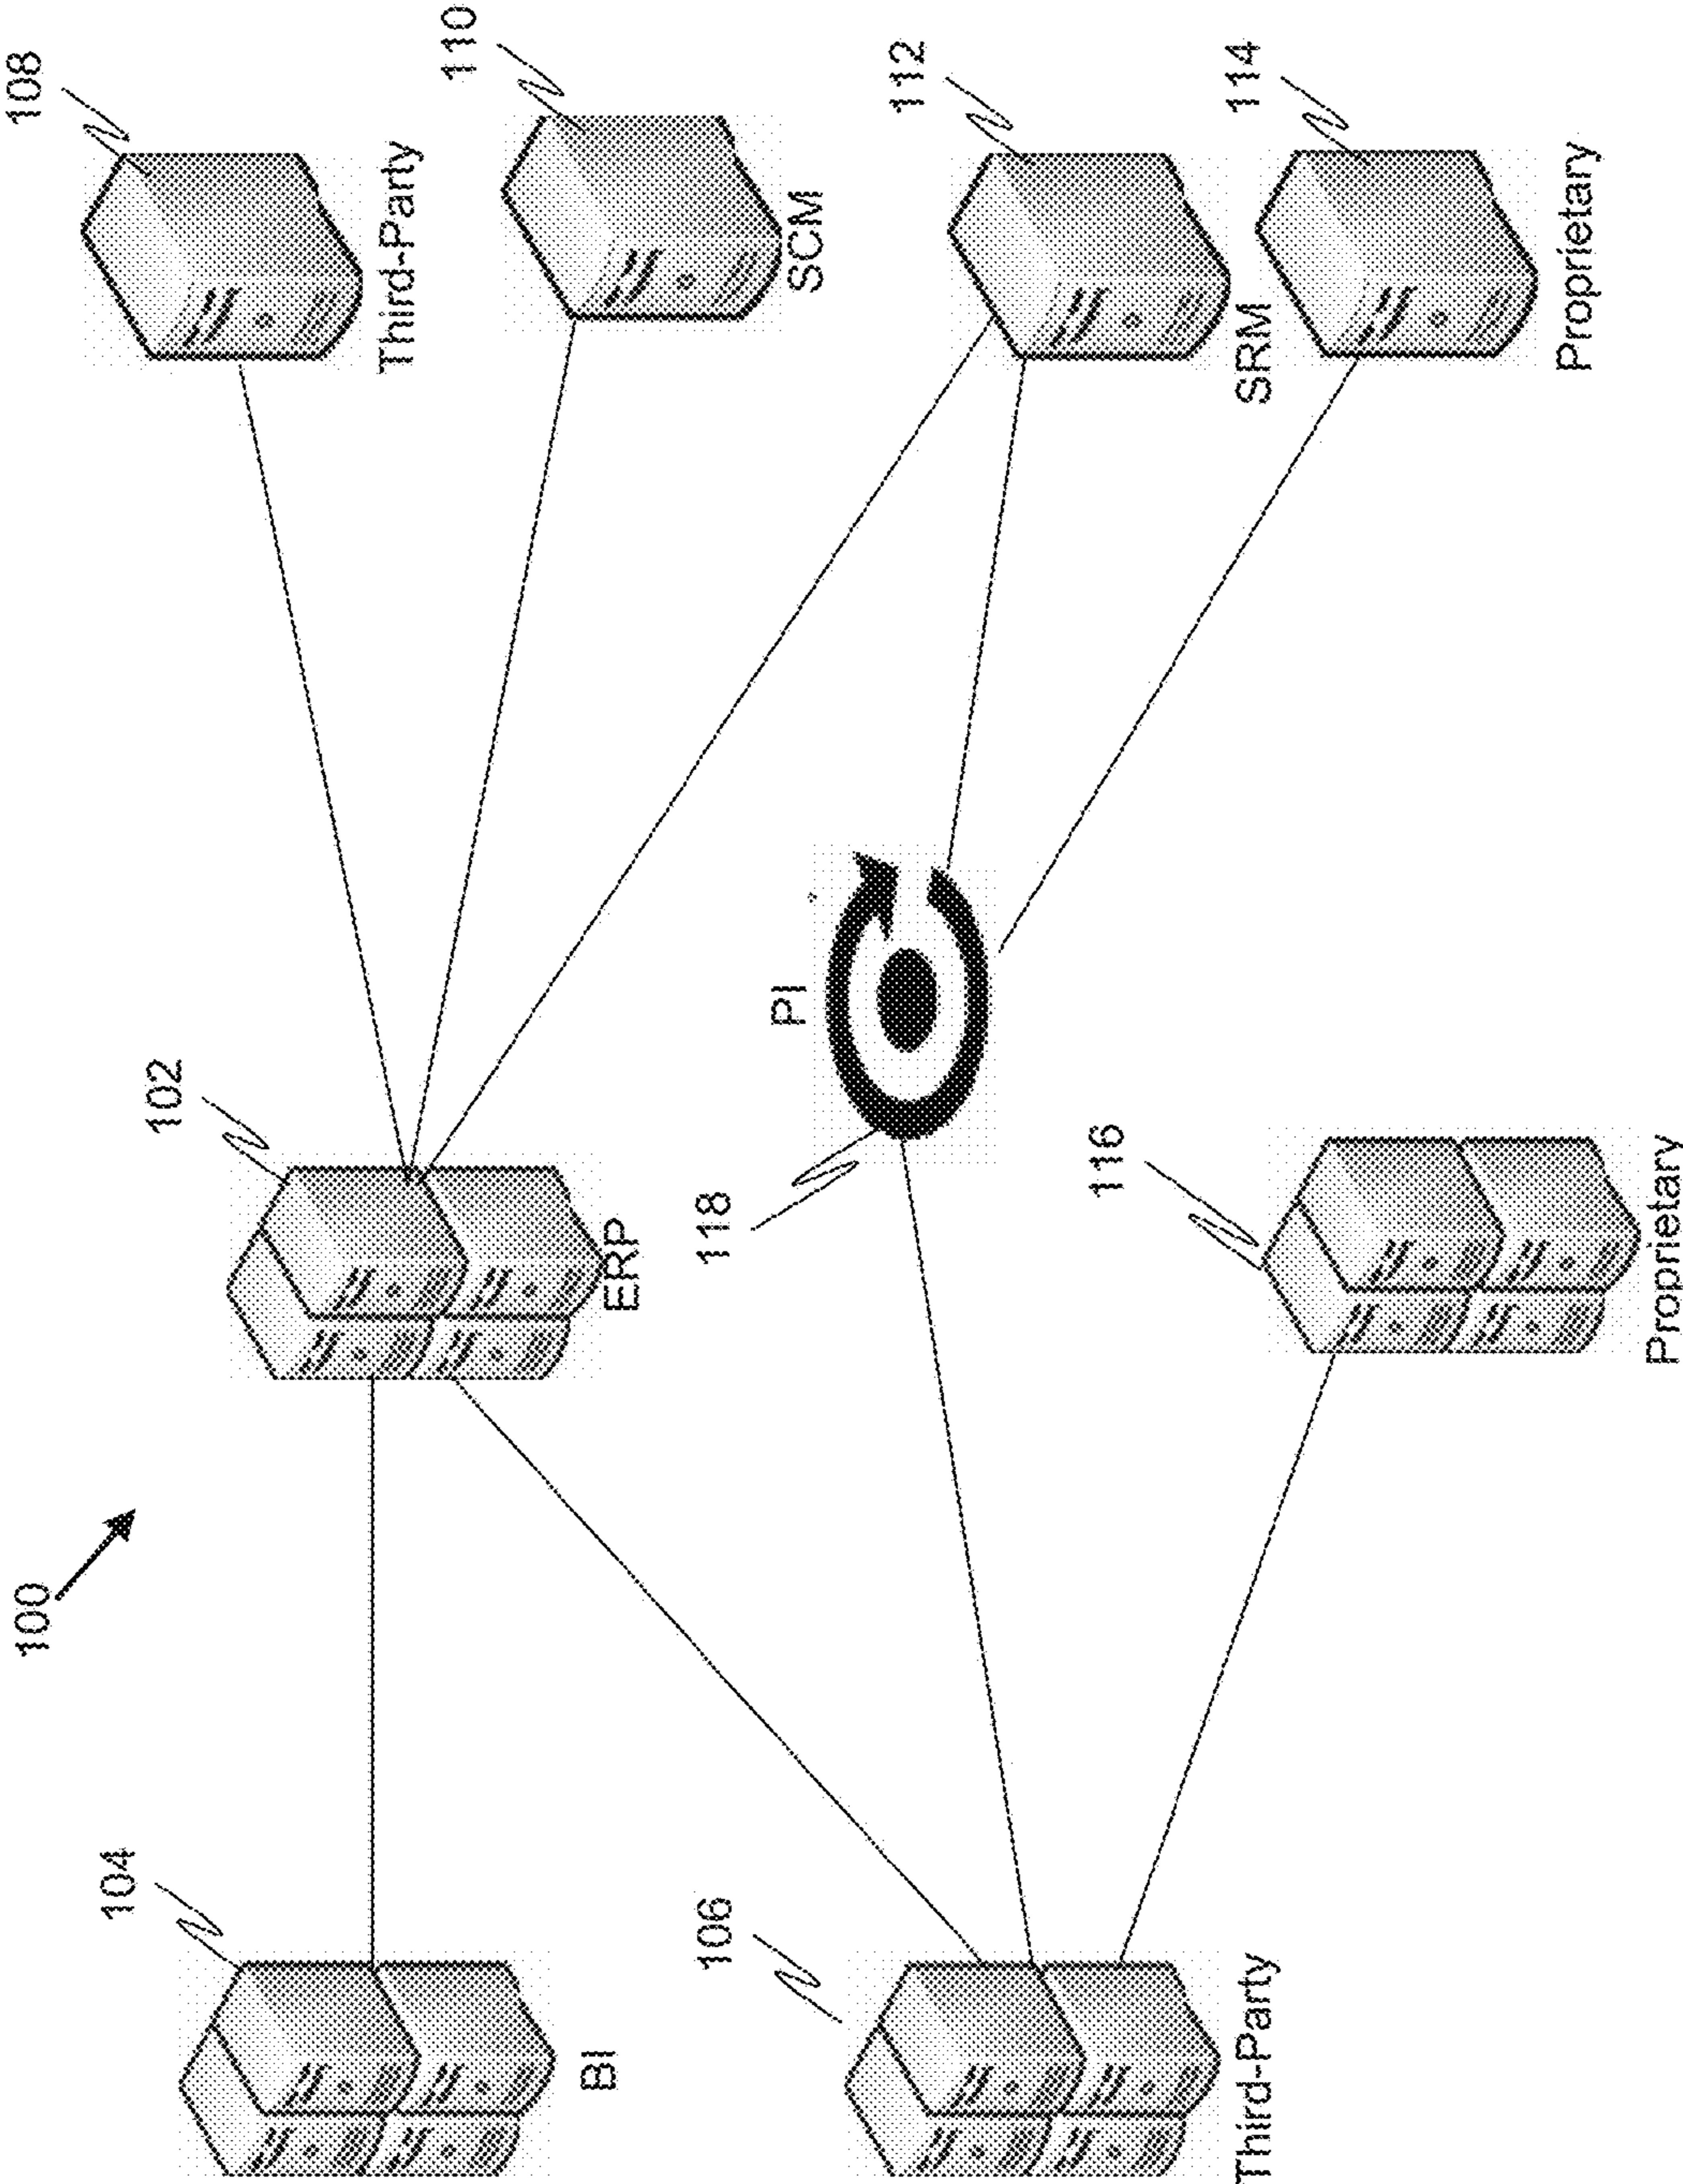 100
108
104
102
Third-Party
110
BI
ERP
106
118
PI
SCM
112
116
114
Third-Party
SRM
Proprietary
Proprietary